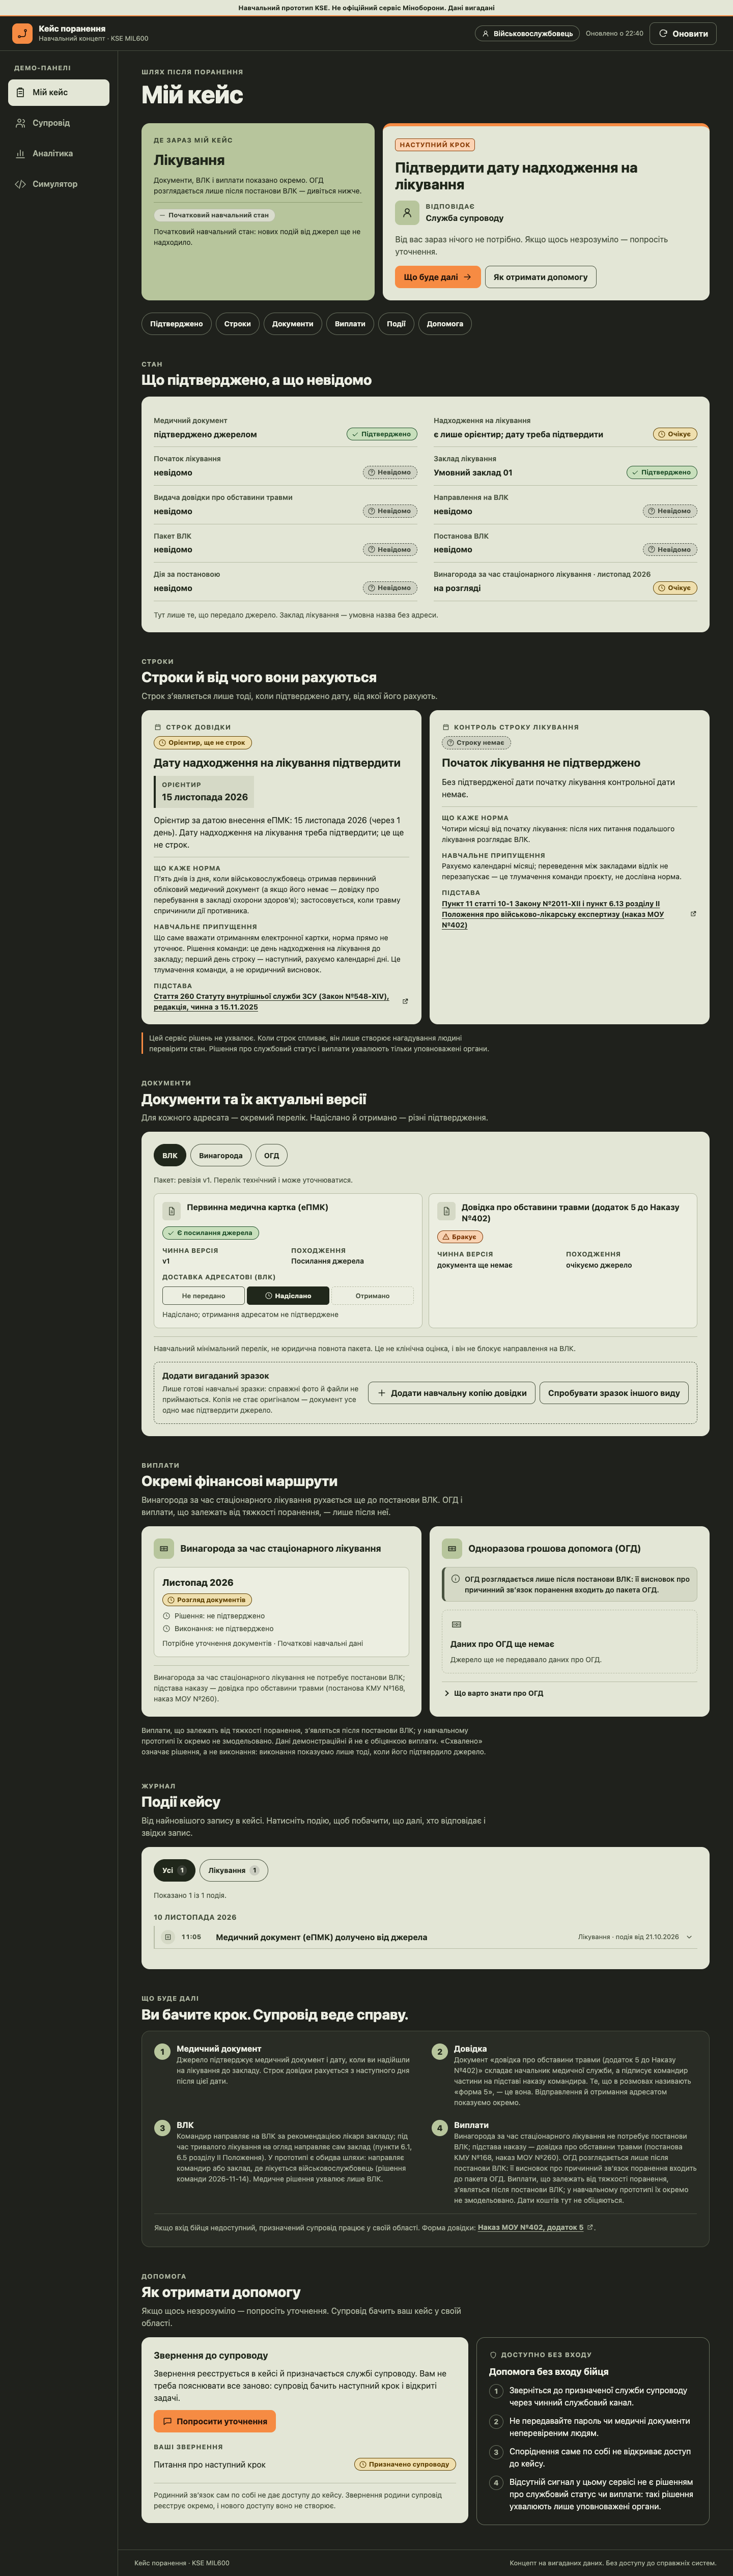 Навчальний прототип KSE. Не офіційний сервіс Міноборони. Дані вигадані
Кейс поранення
Навчальний концепт · KSE MIL600
Військовослужбовець
Оновлено о 22:40
Оновити
ДЕМО-ПАНЕЛІ
Мій кейс
Супровід
Аналітика
Симулятор
ШЛЯХ ПІСЛЯ ПОРАНЕННЯ
Мій кейс
ДЕ ЗАРАЗ МІЙ КЕЙС
Лікування
Документи, ВЛК і виплати показано окремо. ОГД
розглядається лише після постанови ВЛК – дивіться нижче.
Початковий навчальний стан
Початковий навчальний стан: нових подій від джерел ще не
надходило.
НАСТУПНИЙ КРОК
Підтвердити дату надходження на
лікування
ВІДПОВІДАЄ
Служба супроводу
Від вас зараз нічого не потрібно. Якщо щось незрозуміло — попросіть
уточнення.
Що буде далі
Як отримати допомогу
Підтверджено
Строки
Документи
Виплати
Події
Допомога
СТАН
Що підтверджено, а що невідомо
Медичний документ
підтверджено джерелом
Підтверджено
Надходження на лікування
є лише орієнтир; дату треба підтвердити
Очікує
Початок лікування
невідомо
Невідомо
Заклад лікування
Умовний заклад 01
Підтверджено
Видача довідки про обставини травми
невідомо
Невідомо
Направлення на ВЛК
невідомо
Невідомо
Пакет ВЛК
невідомо
Невідомо
Постанова ВЛК
невідомо
Невідомо
Дія за постановою
невідомо
Невідомо
Винагорода за час стаціонарного лікування · листопад 2026
на розгляді
Очікує
Тут лише те, що передало джерело. Заклад лікування — умовна назва без адреси.
СТРОКИ
Строки й від чого вони рахуються
Строк з’являється лише тоді, коли підтверджено дату, від якої його рахують.
СТРОК ДОВІДКИ
Орієнтир, ще не строк
Дату надходження на лікування підтвердити
ОРІЄНТИР
15 листопада 2026
Орієнтир за датою внесення еПМК: 15 листопада 2026 (через 1
день). Дату надходження на лікування треба підтвердити; це ще
не строк.
ЩО КАЖЕ НОРМА
П’ять днів із дня, коли військовослужбовець отримав первинний
обліковий медичний документ (а якщо його немає — довідку про
перебування в закладі охорони здоров’я); застосовується, коли травму
спричинили дії противника.
НАВЧАЛЬНЕ ПРИПУЩЕННЯ
Що саме вважати отриманням електронної картки, норма прямо не
уточнює. Рішення команди: це день надходження на лікування до
закладу; перший день строку — наступний, рахуємо календарні дні. Це
тлумачення команди, а не юридичний висновок.
ПІДСТАВА
Стаття 260 Статуту внутрішньої служби ЗСУ (Закон №548-XIV),
редакція, чинна з 15.11.2025
КОНТРОЛЬ СТРОКУ ЛІКУВАННЯ
Строку немає
Початок лікування не підтверджено
Без підтвердженої дати початку лікування контрольної дати
немає.
ЩО КАЖЕ НОРМА
Чотири місяці від початку лікування: після них питання подальшого
лікування розглядає ВЛК.
НАВЧАЛЬНЕ ПРИПУЩЕННЯ
Рахуємо календарні місяці; переведення між закладами відлік не
перезапускає — це тлумачення команди проєкту, не дослівна норма.
ПІДСТАВА
Пункт 11 статті 10-1 Закону №2011-XII і пункт 6.13 розділу II
Положення про військово-лікарську експертизу (наказ МОУ
№402)
Цей сервіс рішень не ухвалює. Коли строк спливає, він лише створює нагадування людині
перевірити стан. Рішення про службовий статус і виплати ухвалюють тільки уповноважені органи.
ДОКУМЕНТИ
Документи та їх актуальні версії
Для кожного адресата — окремий перелік. Надіслано й отримано — різні підтвердження.
ВЛК
Винагорода
ОГД
Пакет: ревізія v1. Перелік технічний і може уточнюватися.
Первинна медична картка (еПМК)
Є посилання джерела
ЧИННА ВЕРСІЯ
v1
ПОХОДЖЕННЯ
Посилання джерела
ДОСТАВКА АДРЕСАТОВІ (ВЛК)
Не передано
Надіслано
Отримано
Надіслано; отримання адресатом не підтверджене
Довідка про обставини травми (додаток 5 до Наказу
№402)
Бракує
ЧИННА ВЕРСІЯ
документа ще немає
ПОХОДЖЕННЯ
очікуємо джерело
Навчальний мінімальний перелік, не юридична повнота пакета. Це не клінічна оцінка, і він не блокує направлення на ВЛК.
Додати вигаданий зразок
Лише готові навчальні зразки: справжні фото й файли не
приймаються. Копія не стає оригіналом — документ усе
одно має підтвердити джерело.
Додати навчальну копію довідки
Спробувати зразок іншого виду
ВИПЛАТИ
Окремі фінансові маршрути
Винагорода за час стаціонарного лікування рухається ще до постанови ВЛК. ОГД і
виплати, що залежать від тяжкості поранення, — лише після неї.
Винагорода за час стаціонарного лікування
Листопад 2026
Розгляд документів
Рішення: не підтверджено
Виконання: не підтверджено
Потрібне уточнення документів · Початкові навчальні дані
Винагорода за час стаціонарного лікування не потребує постанови ВЛК;
підстава наказу — довідка про обставини травми (постанова КМУ №168,
наказ МОУ №260).
Одноразова грошова допомога (ОГД)
ОГД розглядається лише після постанови ВЛК: її висновок про
причинний зв’язок поранення входить до пакета ОГД.
Даних про ОГД ще немає
Джерело ще не передавало даних про ОГД.
Що варто знати про ОГД
Виплати, що залежать від тяжкості поранення, з’являться після постанови ВЛК; у навчальному
прототипі їх окремо не змодельовано. Дані демонстраційні й не є обіцянкою виплати. «Схвалено»
означає рішення, а не виконання: виконання показуємо лише тоді, коли його підтвердило джерело.
ЖУРНАЛ
Події кейсу
Від найновішого запису в кейсі. Натисніть подію, щоб побачити, що далі, хто відповідає і
звідки запис.
Усі 1
Лікування 1
Показано 1 із 1 подія.
10 ЛИСТОПАДА 2026
11:05
Медичний документ (еПМК) долучено від джерела
Лікування · подія від 21.10.2026
ЩО БУДЕ ДАЛІ
Ви бачите крок. Супровід веде справу.
1
Медичний документ
Джерело підтверджує медичний документ і дату, коли ви надійшли
на лікування до закладу. Строк довідки рахується з наступного дня
після цієї дати.
2
Довідка
Документ «довідка про обставини травми (додаток 5 до Наказу
№402)» складає начальник медичної служби, а підписує командир
частини на підставі наказу командира. Те, що в розмовах називають
«форма 5», — це вона. Відправлення й отримання адресатом
показуємо окремо.
3
ВЛК
Командир направляє на ВЛК за рекомендацією лікаря закладу; під
час тривалого лікування на огляд направляє сам заклад (пункти 6.1,
6.5 розділу II Положення). У прототипі є обидва шляхи: направляє
командир або заклад, де лікується військовослужбовець (рішення
команди 2026-11-14). Медичне рішення ухвалює лише ВЛК.
4
Виплати
Винагорода за час стаціонарного лікування не потребує постанови
ВЛК; підстава наказу — довідка про обставини травми (постанова
КМУ №168, наказ МОУ №260). ОГД розглядається лише після
постанови ВЛК: її висновок про причинний зв’язок поранення входить
до пакета ОГД. Виплати, що залежать від тяжкості поранення,
з’являться після постанови ВЛК; у навчальному прототипі їх окремо
не змодельовано. Дати коштів тут не обіцяються.
Якщо вхід бійця недоступний, призначений супровід працює у своїй області. Форма довідки: Наказ МОУ №402, додаток 5.
ДОПОМОГА
Як отримати допомогу
Якщо щось незрозуміло — попросіть уточнення. Супровід бачить ваш кейс у своїй
області.
Звернення до супроводу
Звернення реєструється в кейсі й призначається службі супроводу. Вам не
треба пояснювати все заново: супровід бачить наступний крок і відкриті
задачі.
Попросити уточнення
ВАШІ ЗВЕРНЕННЯ
Питання про наступний крок
Призначено супроводу
Родинний зв’язок сам по собі не дає доступу до кейсу. Звернення родини супровід
реєструє окремо, і нового доступу воно не створює.
ДОСТУПНО БЕЗ ВХОДУ
Допомога без входу бійця
1
Зверніться до призначеної служби супроводу
через чинний службовий канал.
2
Не передавайте пароль чи медичні документи
неперевіреним людям.
3
Споріднення саме по собі не відкриває доступ
до кейсу.
4
Відсутній сигнал у цьому сервісі не є рішенням
про службовий статус чи виплати: такі рішення
ухвалюють лише уповноважені органи.
Кейс поранення · KSE MIL600
Концепт на вигаданих даних. Без доступу до справжніх систем.